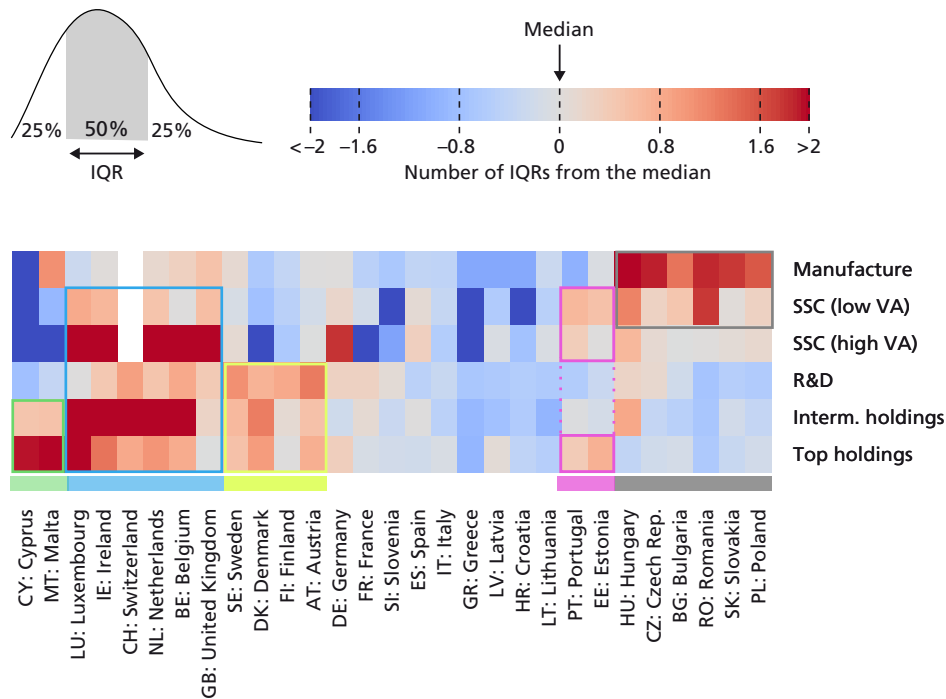 Median
25% 50% 25%
IQR
<−2 −1.6 −0.8 0 0.8 1.6 >2
Number of IQRs from the median
Manufacture
SSC (low VA)
SSC (high VA)
R&D
Interm. holdings
Top holdings
CY: Cyprus
MT: Malta
LU: Luxembourg
IE: Ireland
CH: Switzerland
NL: Netherlands
BE: Belgium
GB: United Kingdom
SE: Sweden
DK: Denmark
FI: Finland
AT: Austria
DE: Germany
FR: France
SI: Slovenia
ES: Spain
IT: Italy
GR: Greece
LV: Latvia
HR: Croatia
LT: Lithuania
PT: Portugal
EE: Estonia
HU: Hungary
CZ: Czech Rep.
BG: Bulgaria
RO: Romania
SK: Slovakia
PL: Poland